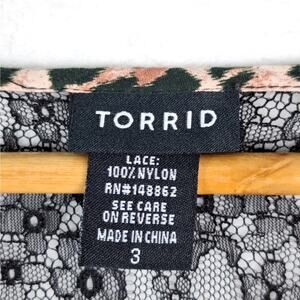 TORRID
LACE:
100% NYLON
RN#148862
SEE CARE
ON REVERSE
MADE IN CHINA
3